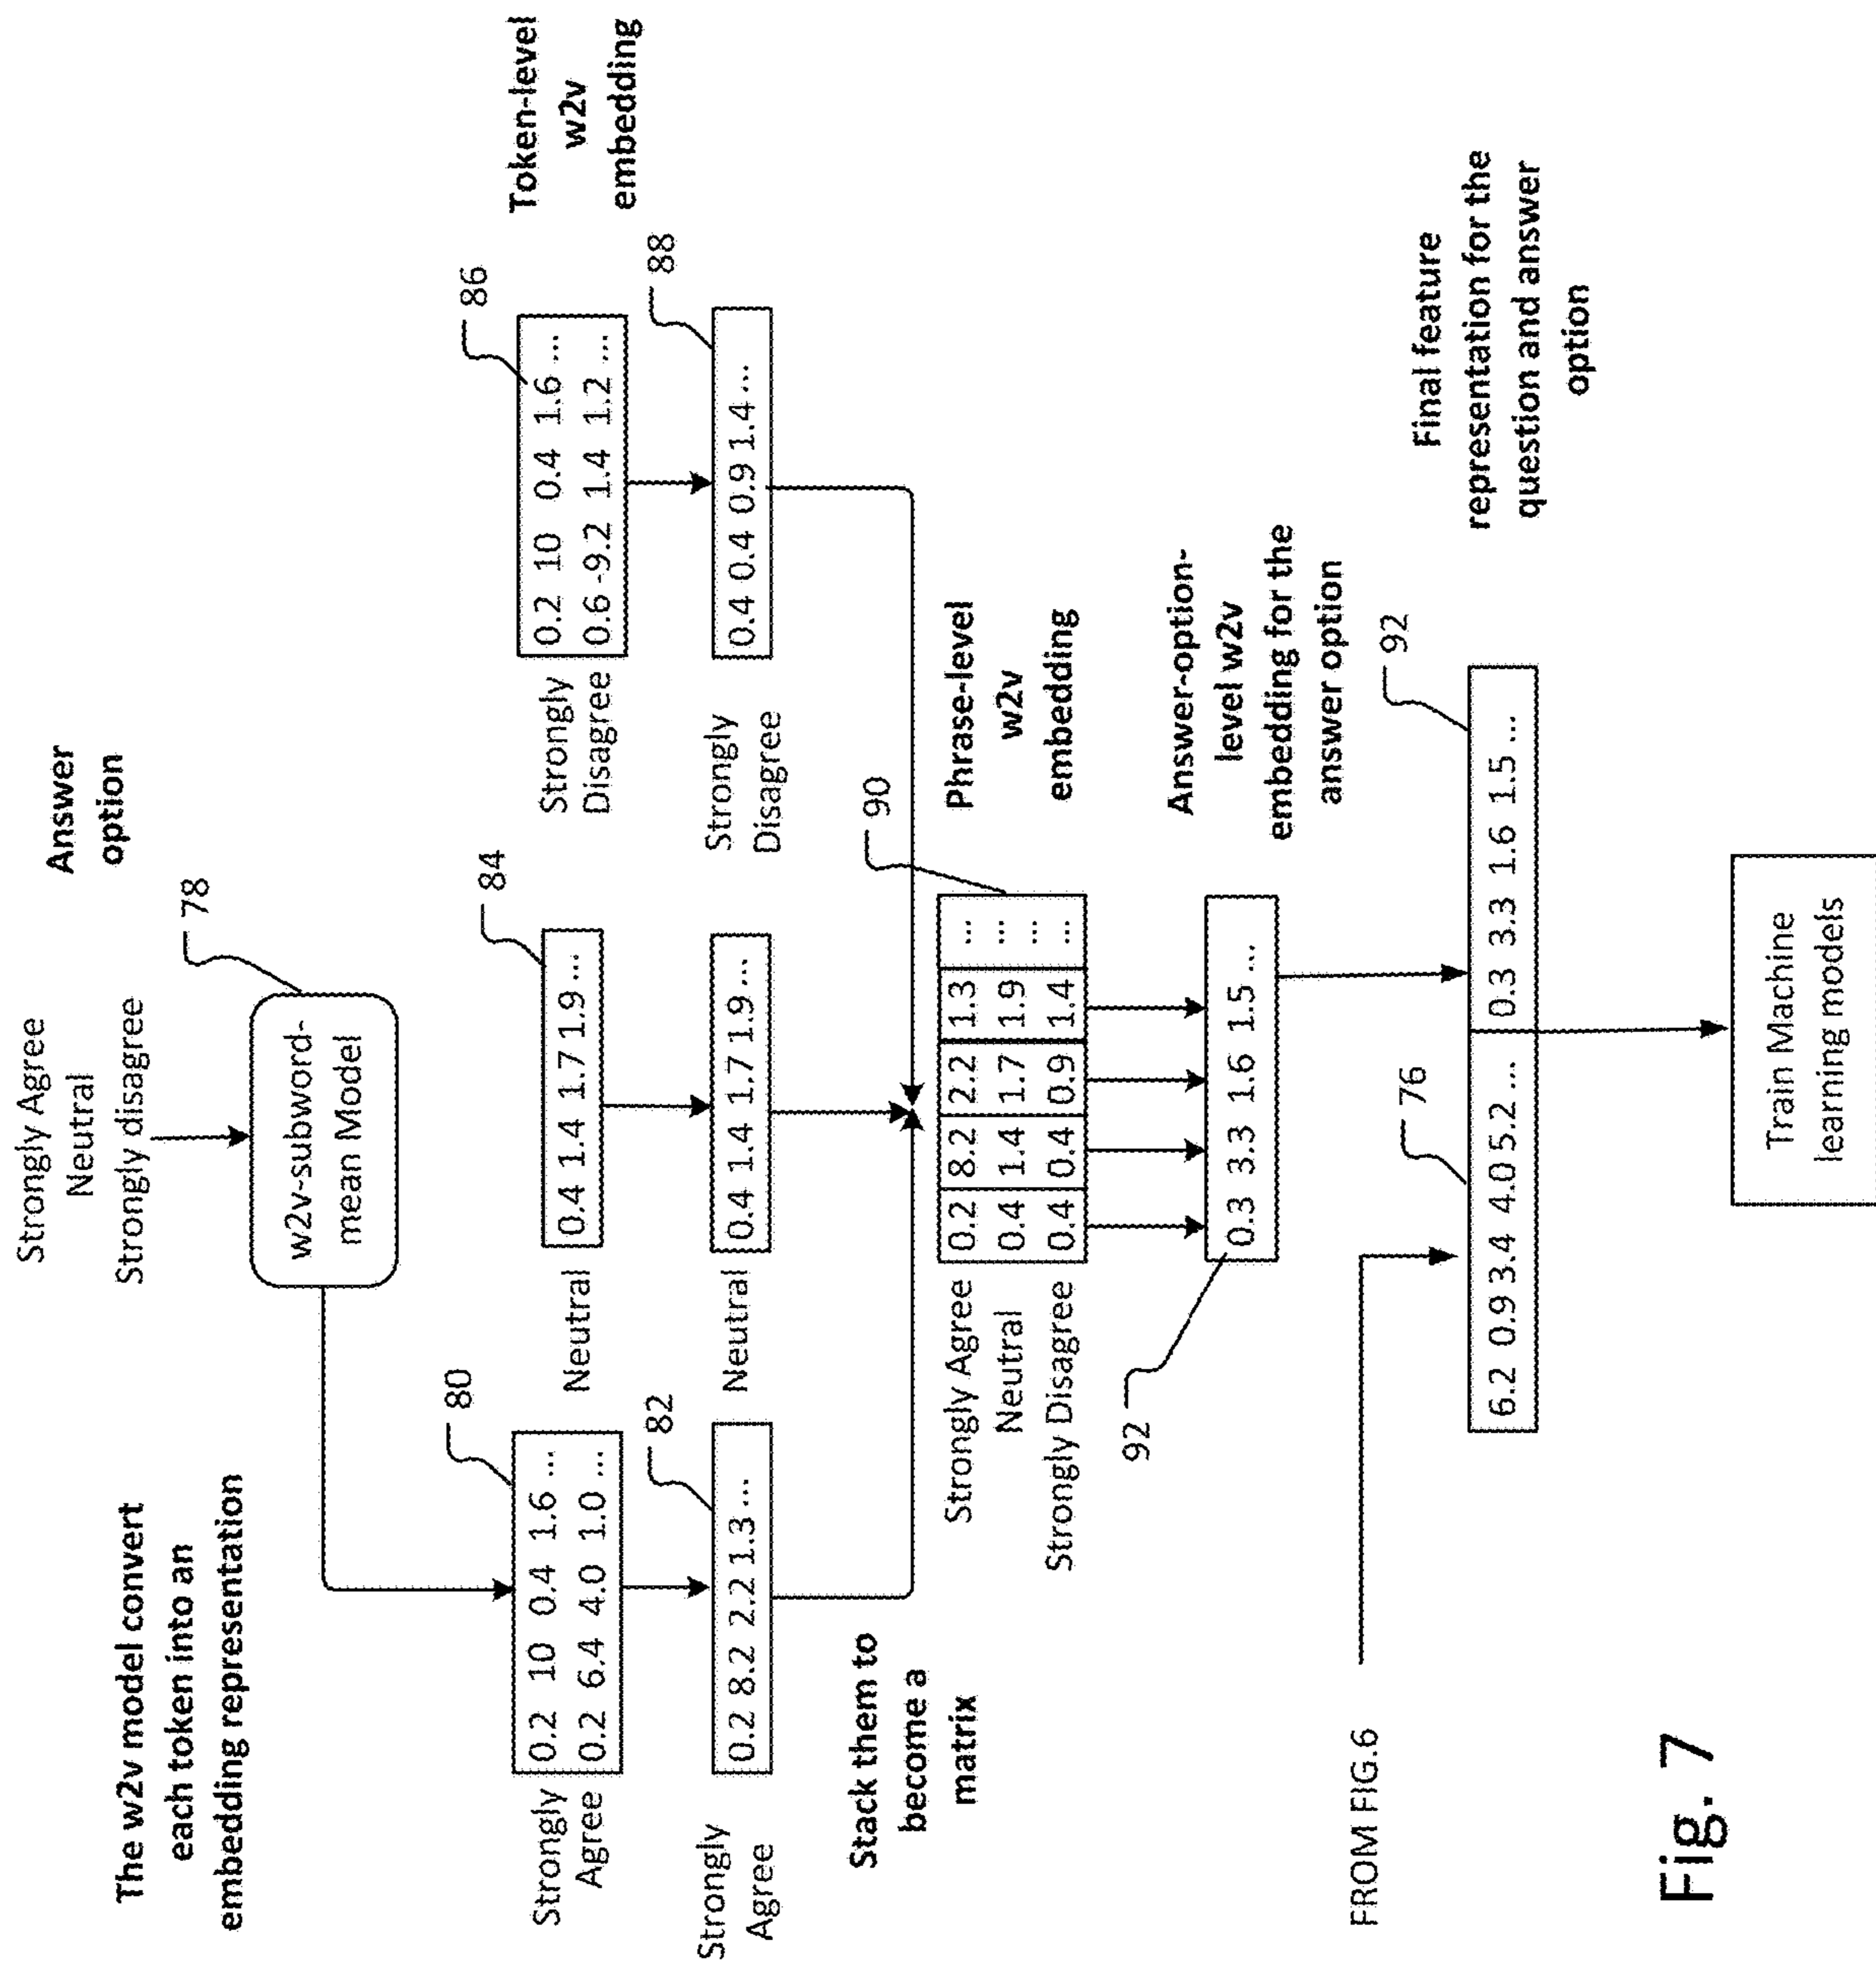 Strongly Agree
Neutral
Strongly disagree
Answer
option
The w2v model convert
each token into an
embedding representation
78
w2v-subword-
mean Model
80
Strongly
Agree
0.2 10 0.4 1.6 ...
0.2 6.4 4.0 1.0 ...
84
Neutral
0.4 1.4 1.7 1.9 ...
86
Strongly
Disagree
0.2 10 0.4 1.6 ...
0.6 -9.2 1.4 1.2 ...
Token-level
w2v
embedding
82
Strongly
Agree
0.2 8.2 2.2 1.3 ...
Neutral
0.4 1.4 1.7 1.9 ...
88
Strongly
Disagree
0.4 0.4 0.9 1.4 ...
Stack them to
become a
matrix
90
Strongly Agree 0.2 8.2 2.2 1.3 ...
Neutral 0.4 1.4 1.7 1.9 ...
...
Strongly Disagree 0.4 0.4 0.9 1.4 ...
Phrase-level
w2v
embedding
92
0.3 3.3 1.6 1.5 ...
Answer-option-
level w2v
embedding for the
answer option
FROM FIG.6
76
92
6.2 0.9 3.4 4.0 5.2 ... 0.3 3.3 1.6 1.5 ...
Final feature
representation for the
question and answer
option
Train Machine
learning models
Fig. 7